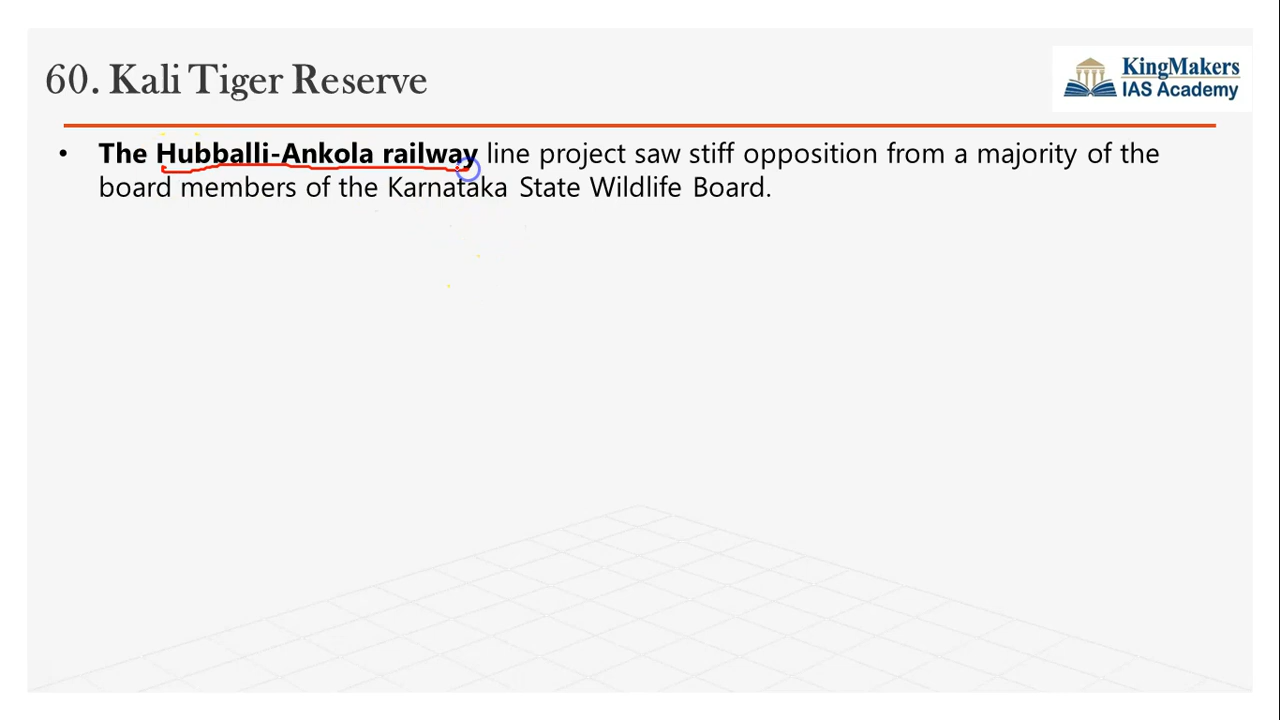 60. Kali Tiger Reserve
KingMakers
IAS Academy
• The Hubballi-Ankola railway line project saw stiff opposition from a majority of the
board members of the Karnataka State Wildlife Board.